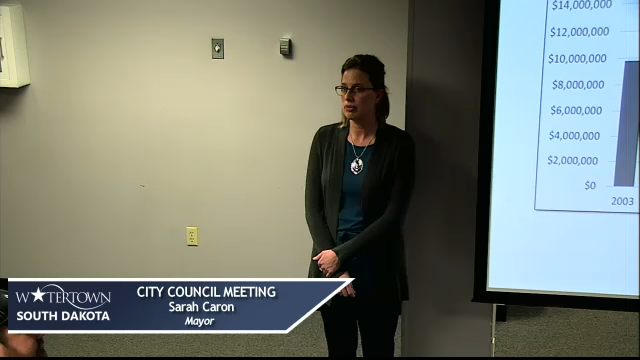 $14,000,000
$12,000,000
$10,000,000
$8,000,000
$6,000,000
$4,000,000
$2,000,000
$0
2003
WATERTOWN
SOUTH DAKOTA
CITY COUNCIL MEETING
Sarah Caron
Mayor